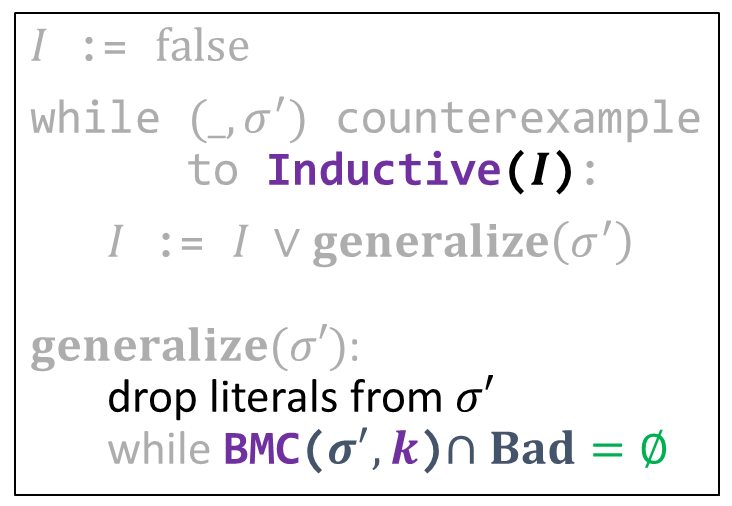 I := false
while (_, σ′) counterexample
to Inductive(I):
I := I ∨ generalize(σ′)
generalize(σ′):
drop literals from σ′
while BMC(σ′, k)∩ Bad = ∅